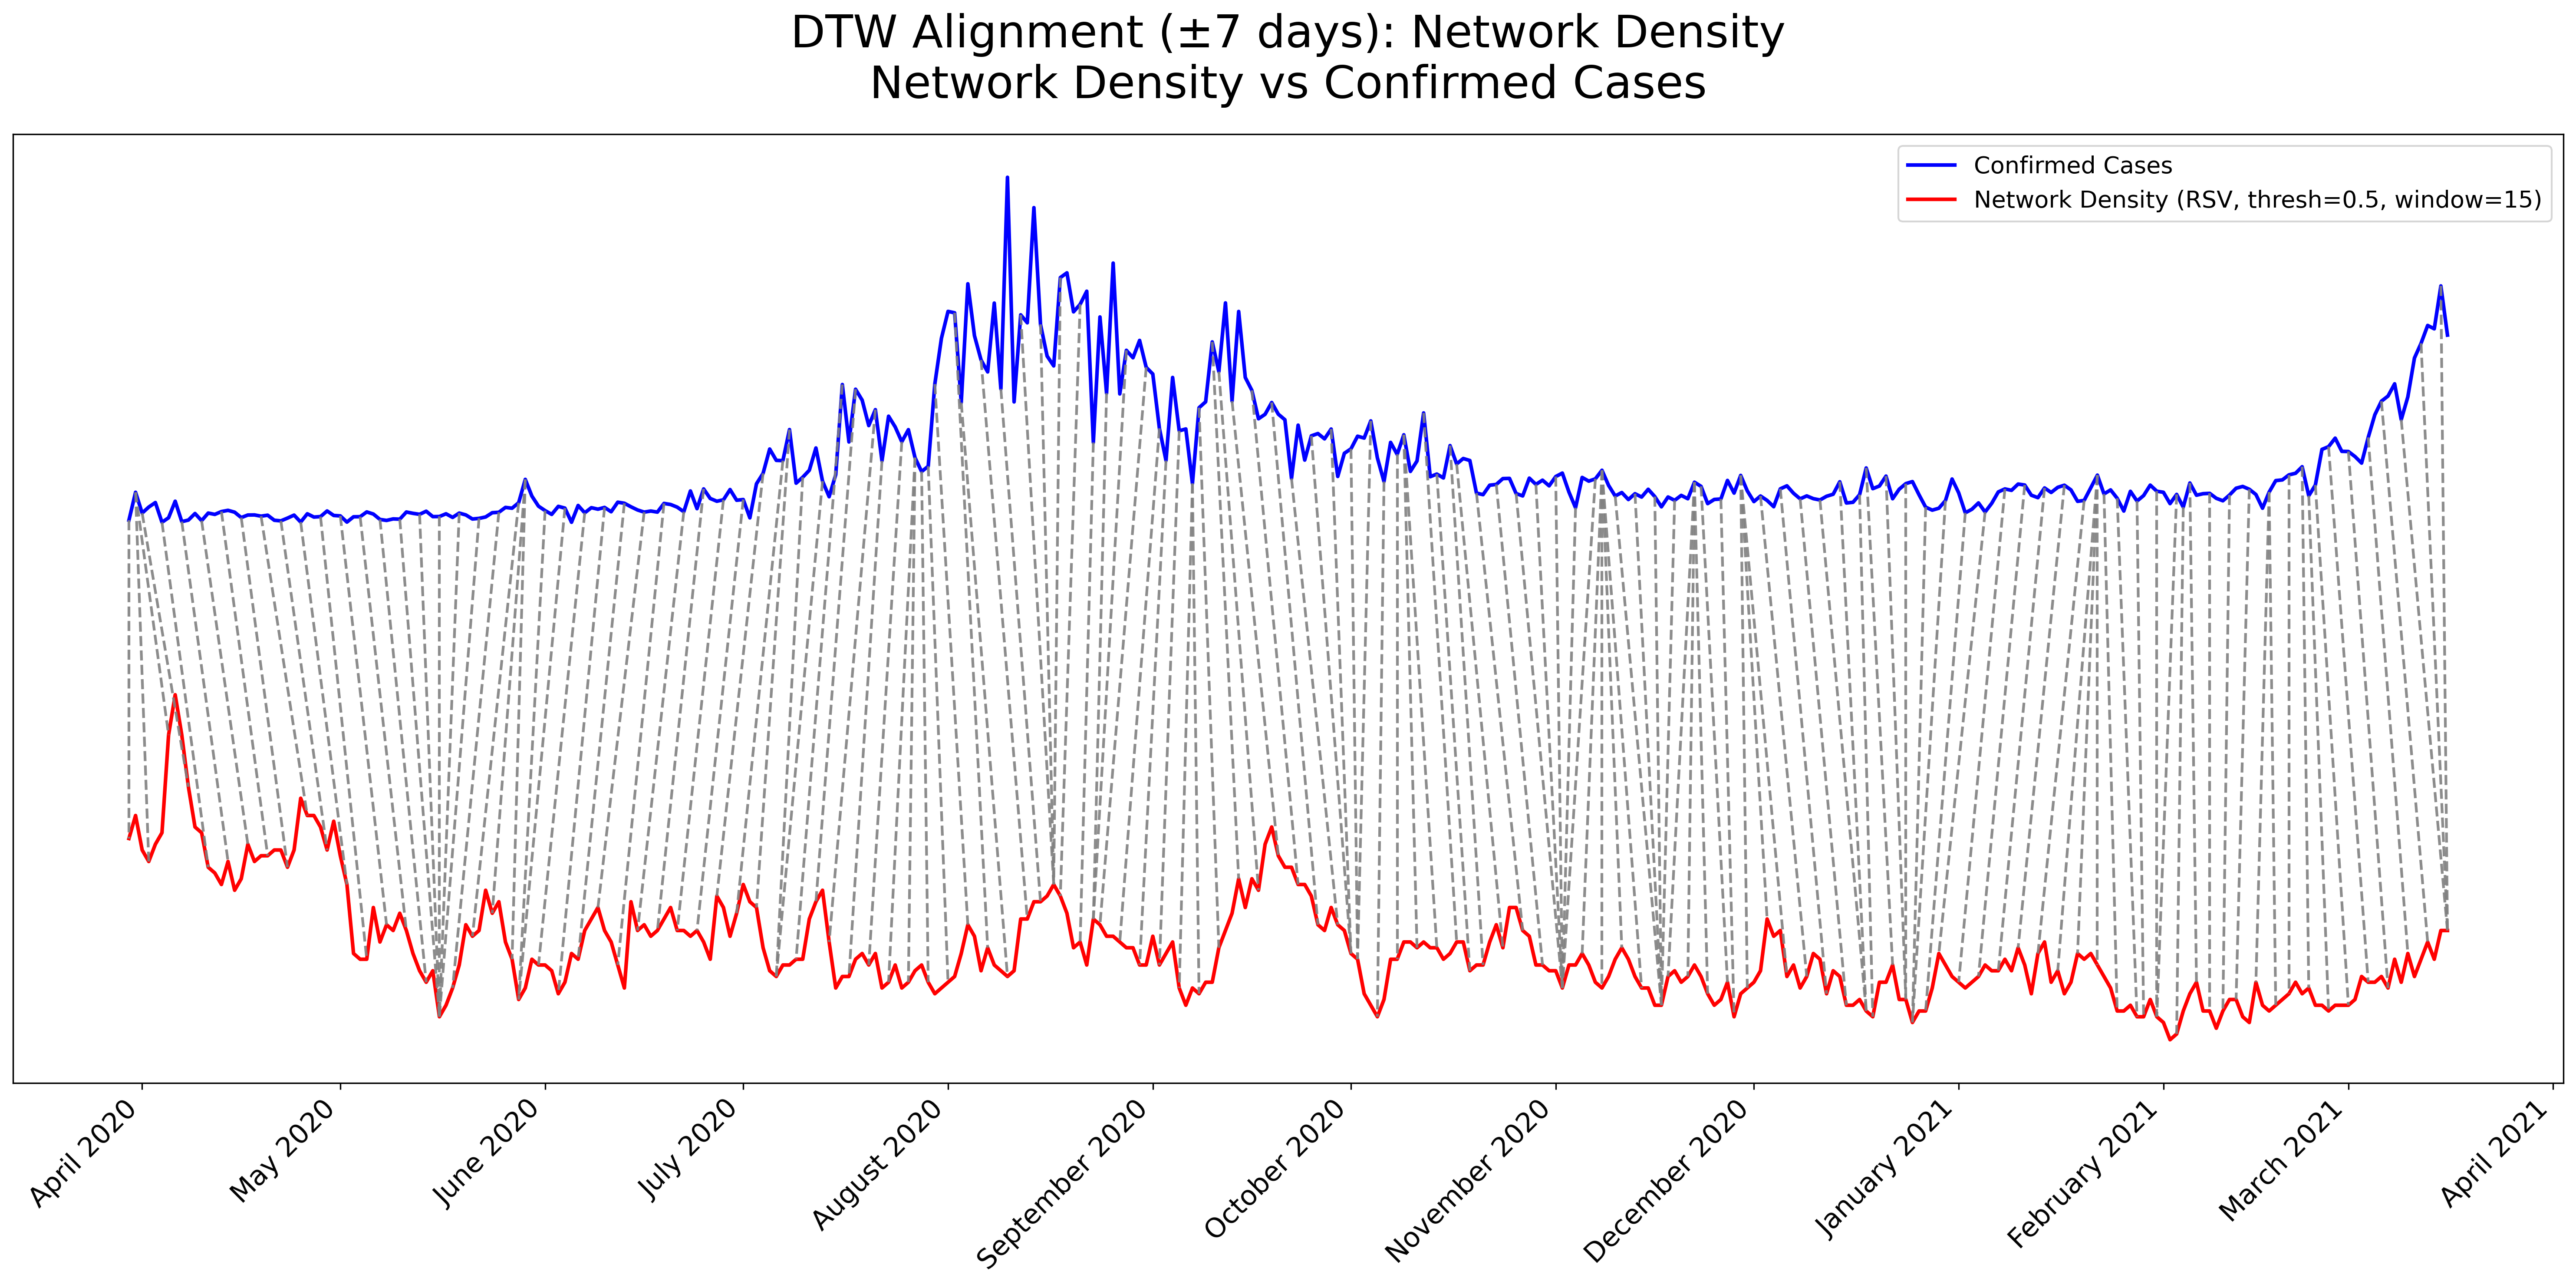 DTW Alignment (±7 days): Network Density
Network Density vs Confirmed Cases
Confirmed Cases
Network Density (RSV, thresh=0.5, window=15)
April 2020
May 2020
June 2020
July 2020
August 2020
September 2020
October 2020
November 2020
December 2020
January 2021
February 2021
March 2021
April 2021